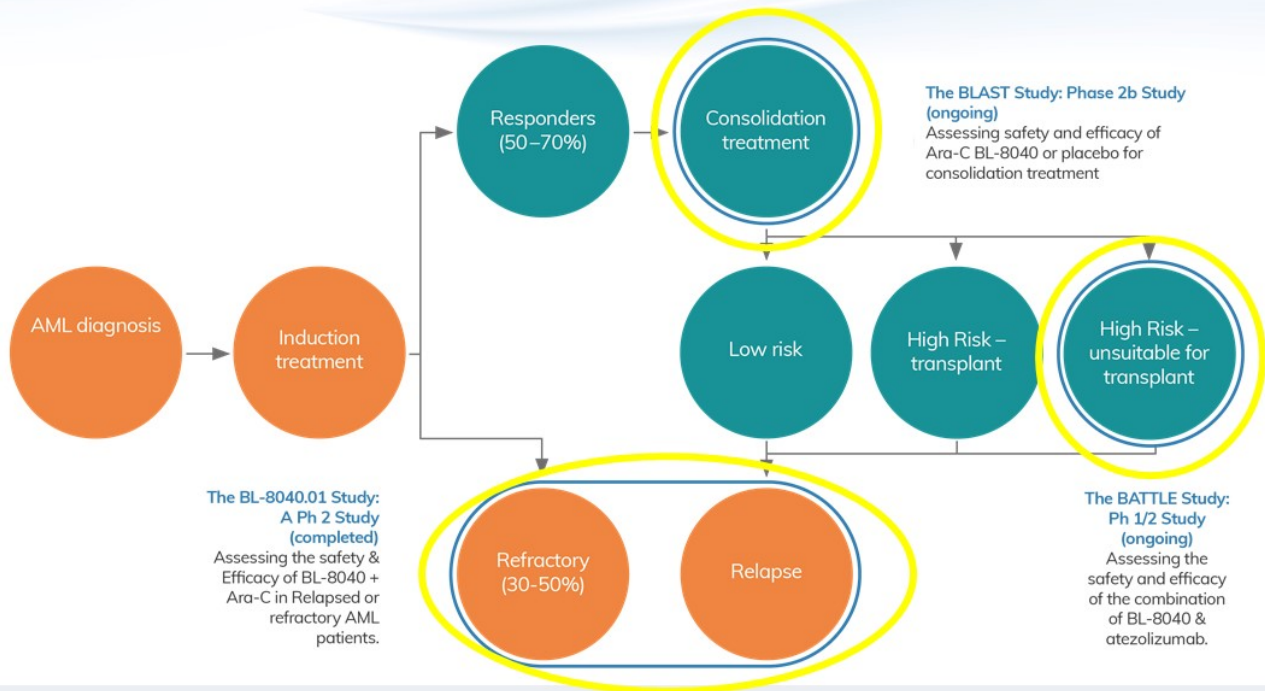 Responders
(50–70%)
Consolidation
treatment
The BLAST Study: Phase 2b Study
(ongoing)
Assessing safety and efficacy of
Ara-C BL-8040 or placebo for
consolidation treatment
AML diagnosis
Induction
treatment
Low risk
High Risk –
transplant
High Risk –
unsuitable for
transplant
The BL-8040.01 Study:
A Ph 2 Study
(completed)
Assessing the safety &
Efficacy of BL-8040 +
Ara-C in Relapsed or
refractory AML
patients.
Refractory
(30-50%)
Relapse
The BATTLE Study:
Ph 1/2 Study
(ongoing)
Assessing the
safety and efficacy
of the combination
of BL-8040 &
atezolizumab.